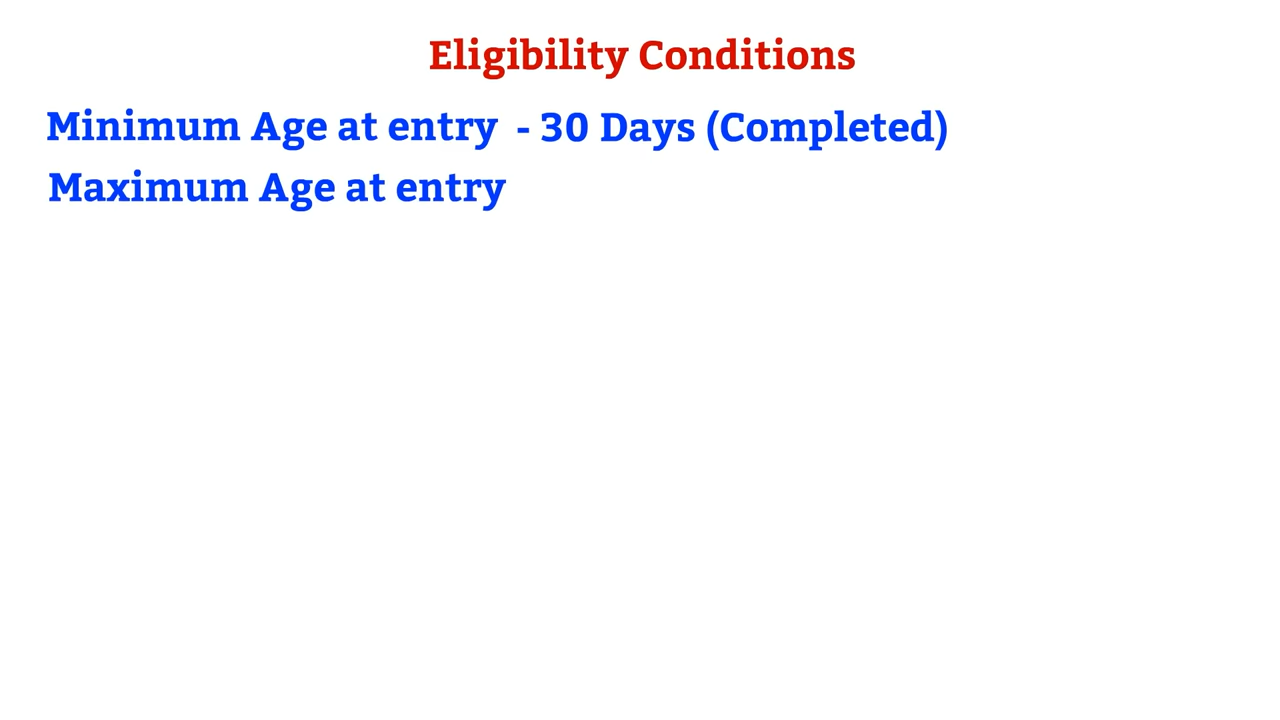 Eligibility Conditions
Minimum Age at entry - 30 Days (Completed)
Maximum Age at entry